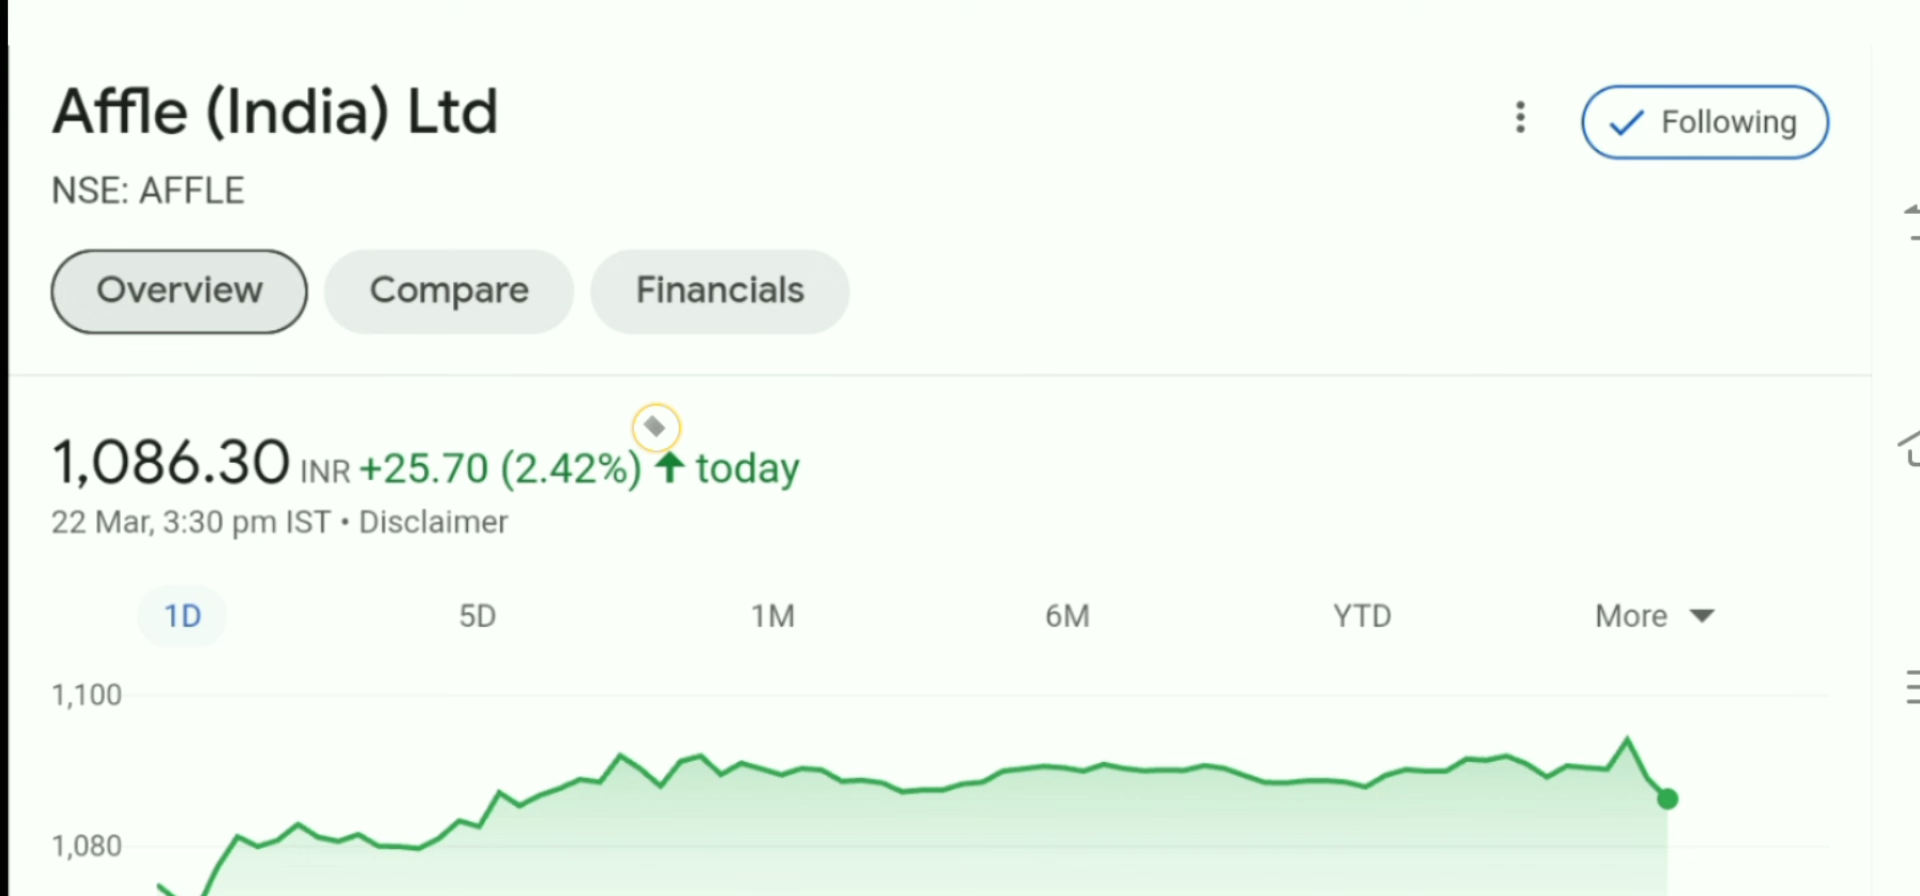 Affle (India) Ltd
Following
NSE: AFFLE
Overview Compare Financials
1,086.30 INR +25.70 (2.42%) ↑ today
22 Mar, 3:30 pm IST • Disclaimer
1D 5D 1M 6M YTD More
1,100
1,080